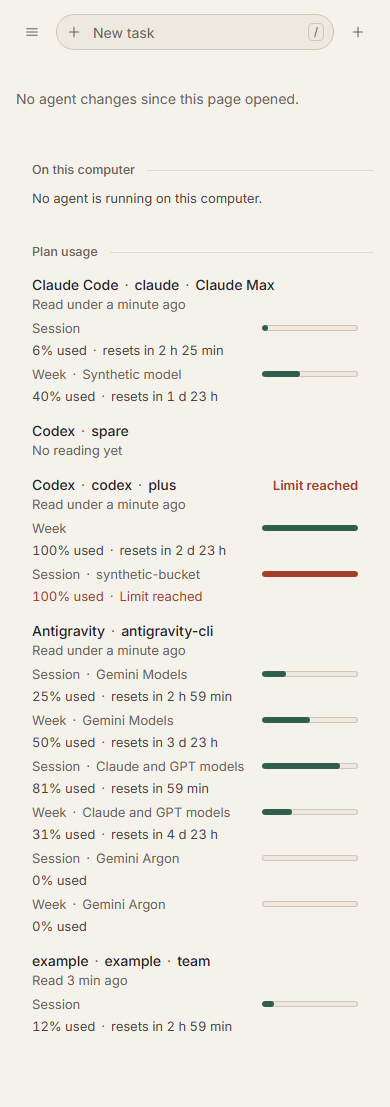 New task /
No agent changes since this page opened.
On this computer
No agent is running on this computer.
Plan usage
Claude Code · claude · Claude Max
Read under a minute ago
Session
6% used · resets in 2 h 25 min
Week · Synthetic model
40% used · resets in 1 d 23 h
Codex · spare
No reading yet
Codex · codex · plus Limit reached
Read under a minute ago
Week
100% used · resets in 2 d 23 h
Session · synthetic-bucket
100% used · Limit reached
Antigravity · antigravity-cli
Read under a minute ago
Session · Gemini Models
25% used · resets in 2 h 59 min
Week · Gemini Models
50% used · resets in 3 d 23 h
Session · Claude and GPT models
81% used · resets in 59 min
Week · Claude and GPT models
31% used · resets in 4 d 23 h
Session · Gemini Argon
0% used
Week · Gemini Argon
0% used
example · example · team
Read 3 min ago
Session
12% used · resets in 2 h 59 min